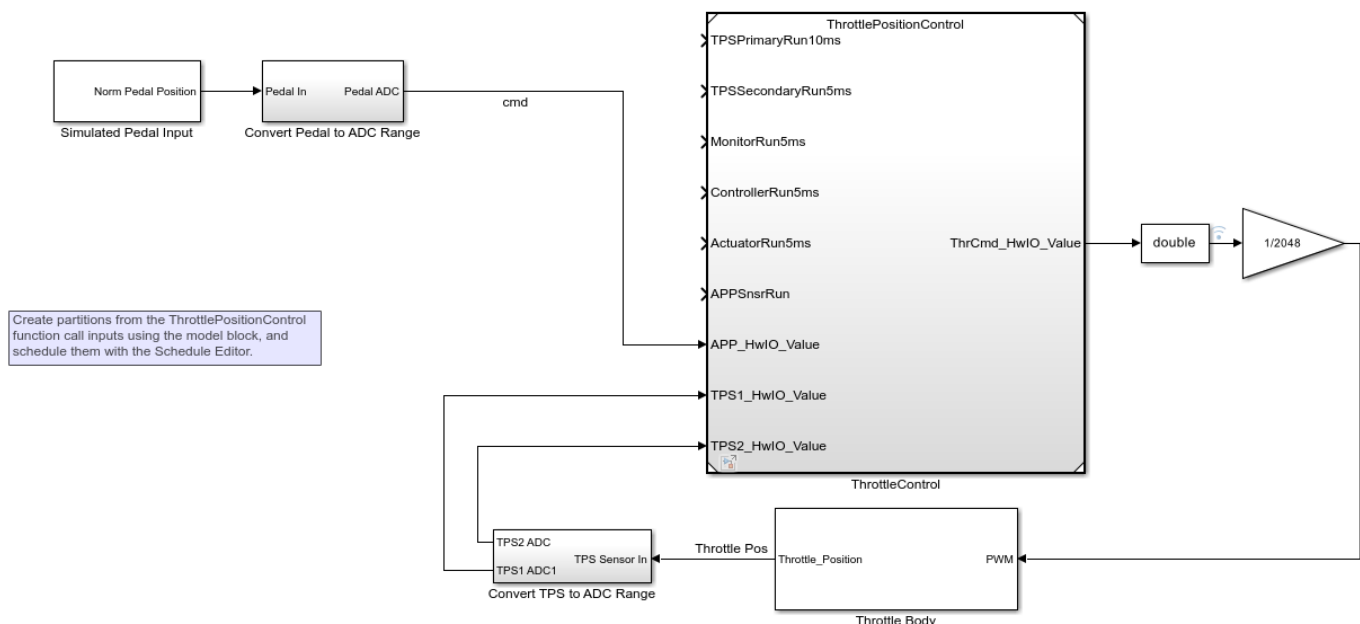 ThrottlePositionControl
TPSPrimaryRun10ms
Norm Pedal Position
Simulated Pedal Input
Pedal In
Pedal ADC
Convert Pedal to ADC Range
cmd
TPSSecondaryRun5ms
MonitorRun5ms
ControllerRun5ms
ActuatorRun5ms
ThrCmd_HwIO_Value
double
1/2048
APPSnsrRun
Create partitions from the ThrottlePositionControl
function call inputs using the model block, and
schedule them with the Schedule Editor.
APP_HwIO_Value
TPS1_HwIO_Value
TPS2_HwIO_Value
ThrottleControl
TPS2 ADC
TPS1 ADC1
TPS Sensor In
Convert TPS to ADC Range
Throttle Pos
Throttle_Position
PWM
Throttle Body